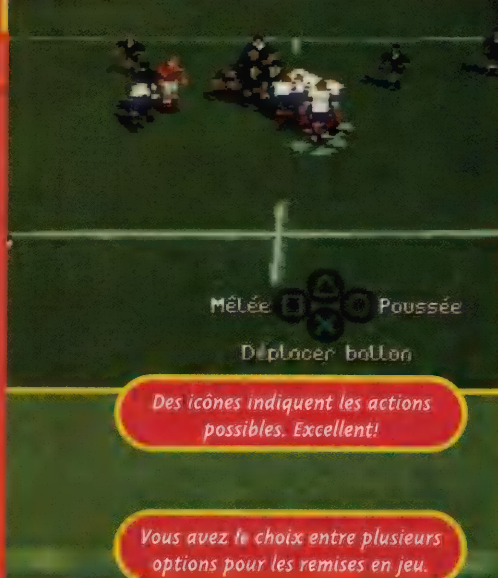 Mêlée Poussée
Déplacer ballon
Des icônes indiquent les actions
possibles. Excellent!
Vous avez le choix entre plusieurs
options pour les remises en jeu.